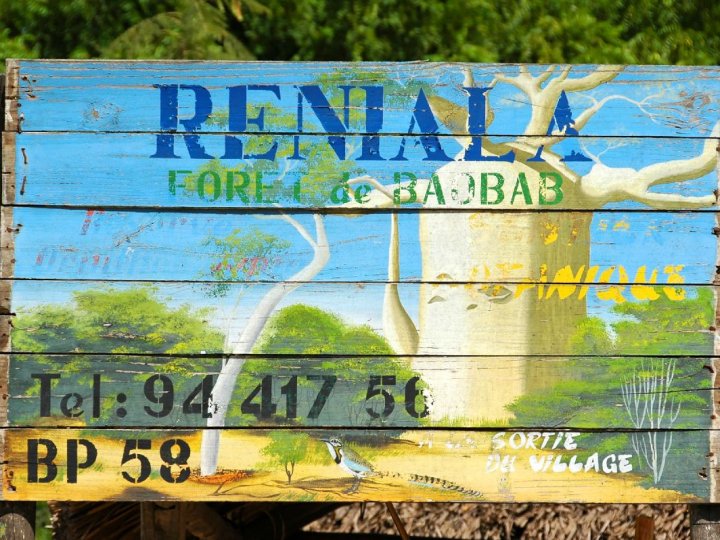 RENIALA
FORET de BAOBAB
Tel: 94 417 56
BP 58
SORTIE
DU VILLAGE